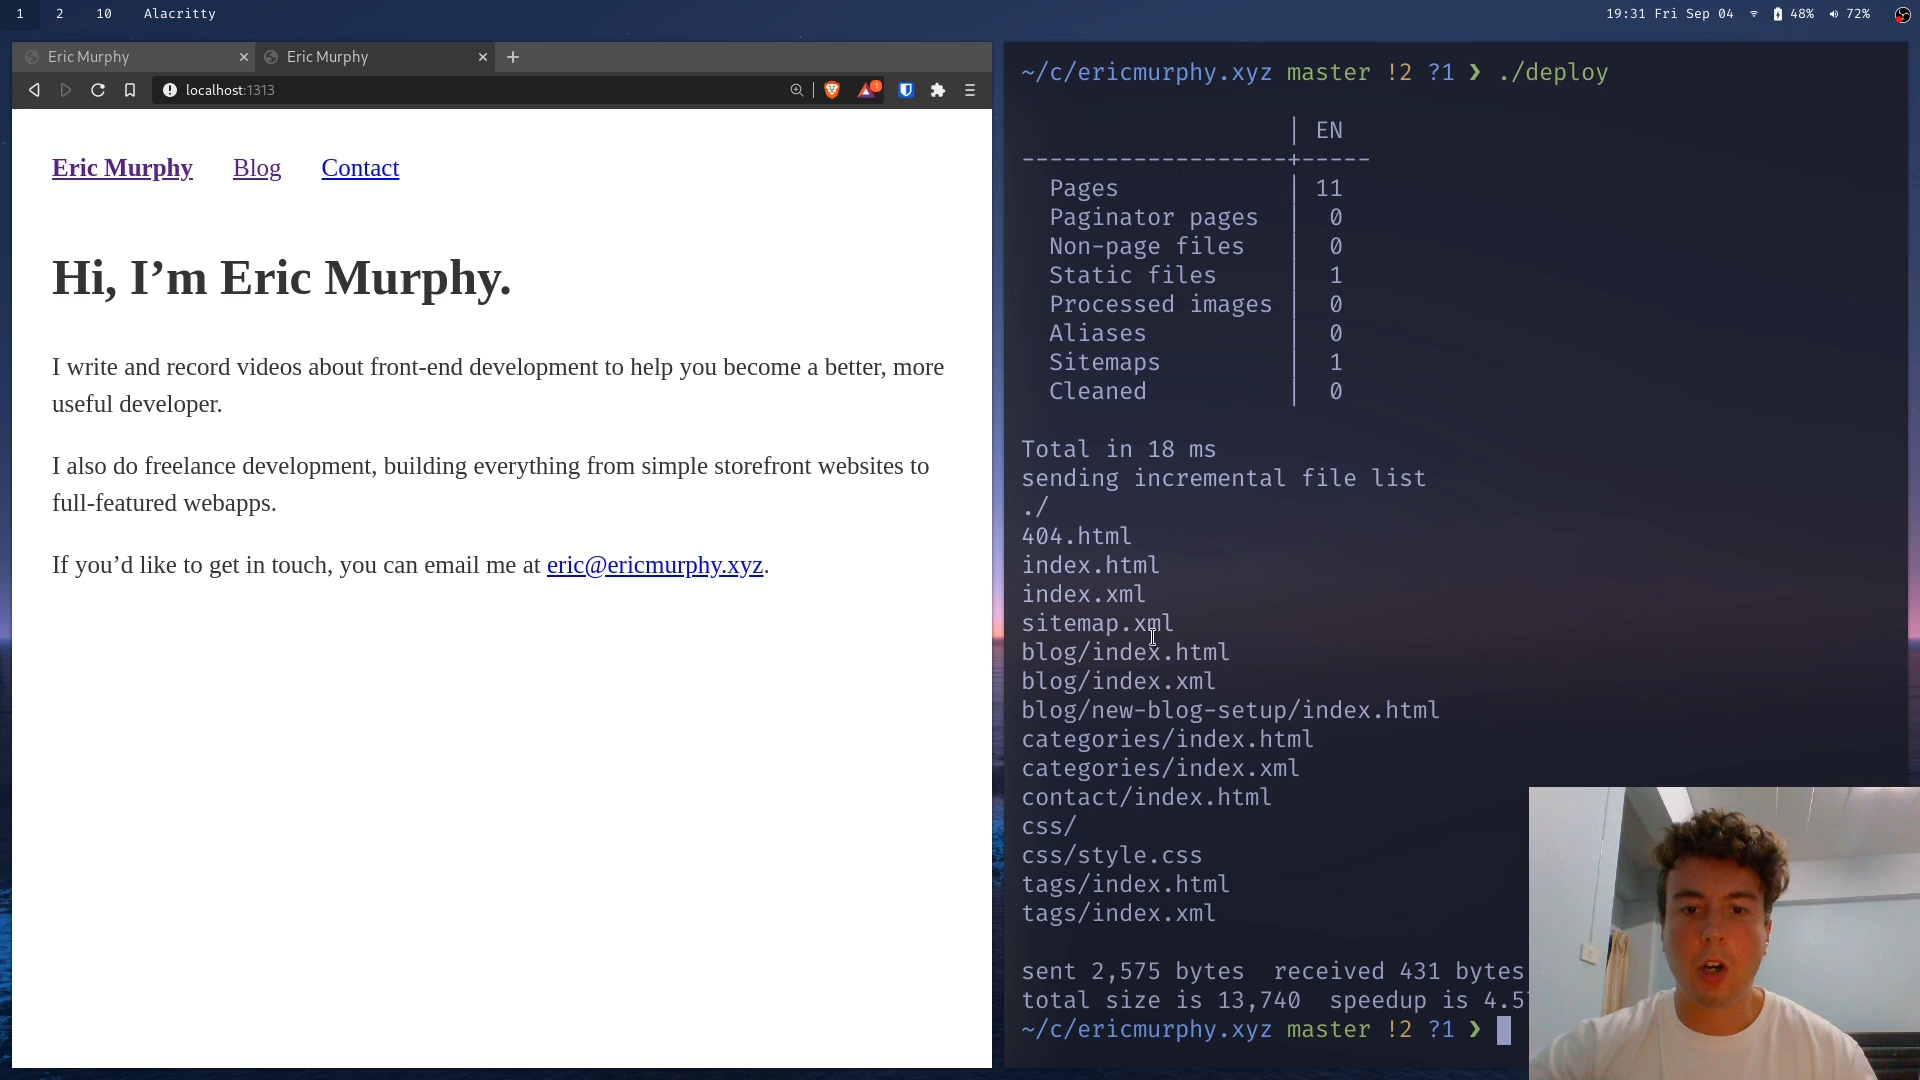 1 2 10 Alacritty
19:31 Fri Sep 04 48% 72%
Eric Murphy
Eric Murphy
localhost:1313
1
Eric Murphy Blog Contact
Hi, I’m Eric Murphy.
I write and record videos about front-end development to help you become a better, more
useful developer.
I also do freelance development, building everything from simple storefront websites to
full-featured webapps.
If you’d like to get in touch, you can email me at eric@ericmurphy.xyz.
~/c/ericmurphy.xyz master !2 ?1 ❯ ./deploy
| EN
-------------------+-----
Pages | 11
Paginator pages | 0
Non-page files | 0
Static files | 1
Processed images | 0
Aliases | 0
Sitemaps | 1
Cleaned | 0
Total in 18 ms
sending incremental file list
./
404.html
index.html
index.xml
sitemap.xml
blog/index.html
blog/index.xml
blog/new-blog-setup/index.html
categories/index.html
categories/index.xml
contact/index.html
css/
css/style.css
tags/index.html
tags/index.xml
sent 2,575 bytes received 431 bytes
total size is 13,740 speedup is 4.5
~/c/ericmurphy.xyz master !2 ?1 ❯